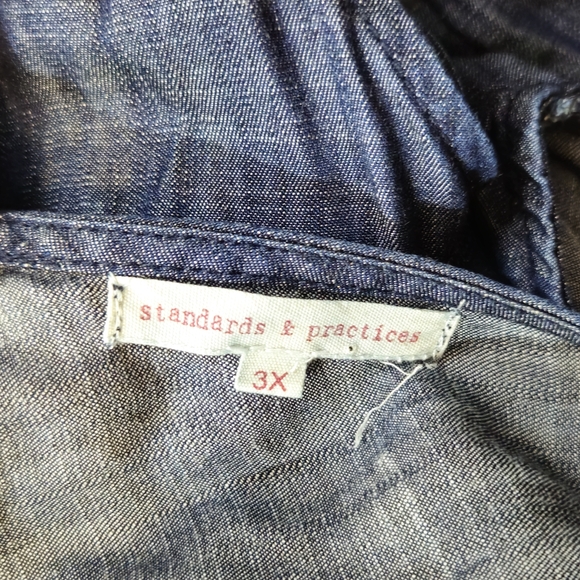 standards & practices
3X